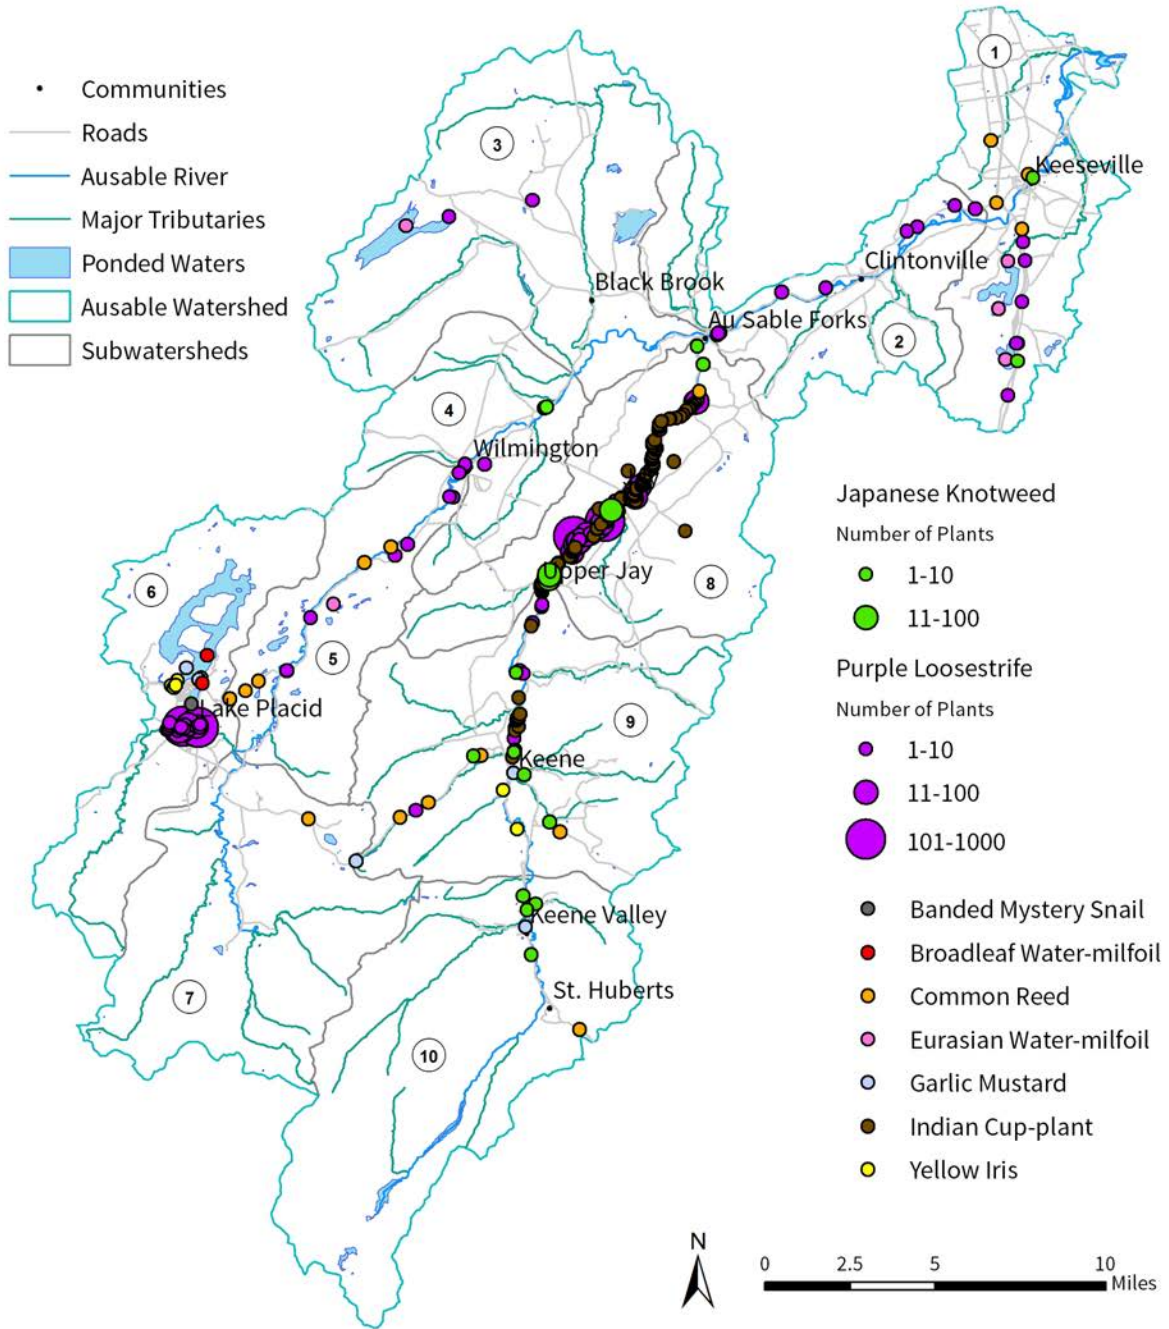 Communities
Roads
Ausable River
Major Tributaries
Ponded Waters
Ausable Watershed
Subwatersheds
1
Keeseville
3
Clintonville
Black Brook
Au Sable Forks
2
4
Wilmington
Upper Jay
8
6
5
Lake Placid
9
Keene
Keene Valley
7
St. Huberts
10
Japanese Knotweed
Number of Plants
1-10
11-100
Purple Loosestrife
Number of Plants
1-10
11-100
101-1000
Banded Mystery Snail
Broadleaf Water-milfoil
Common Reed
Eurasian Water-milfoil
Garlic Mustard
Indian Cup-plant
Yellow Iris
N
0 2.5 5 10
Miles